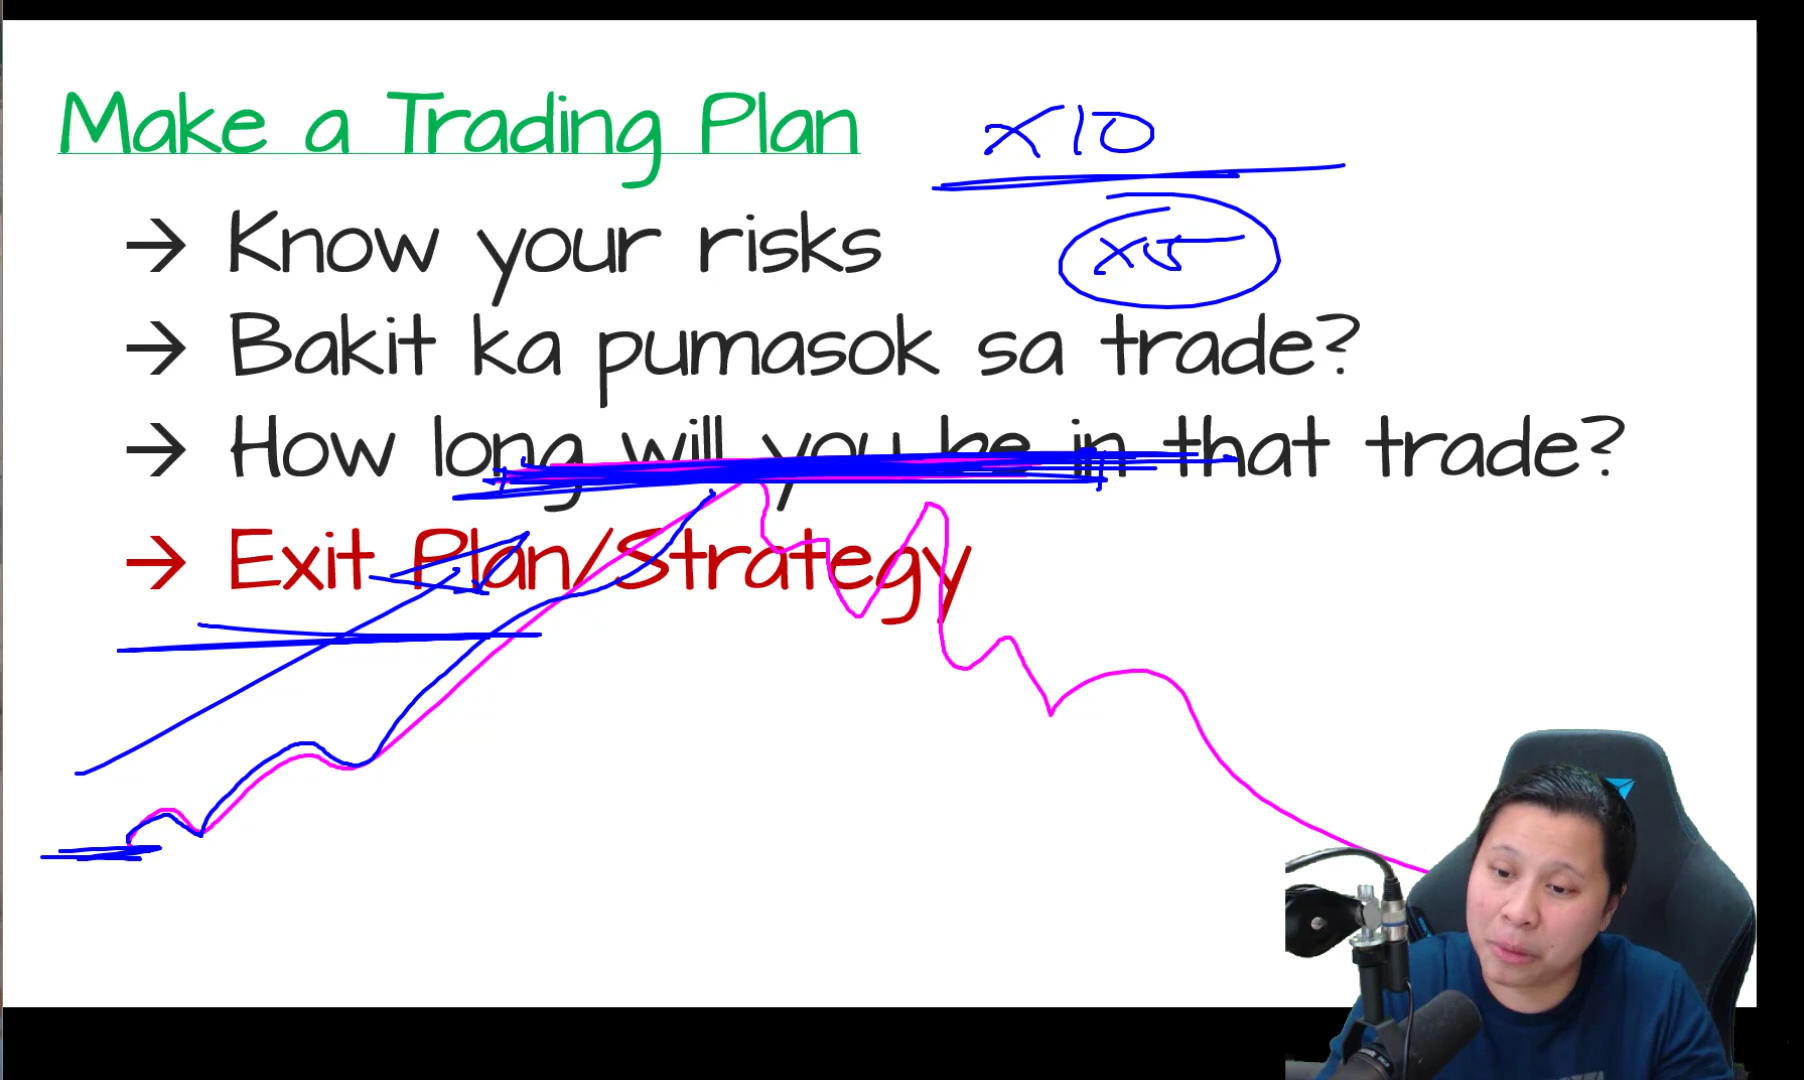 Make a Trading Plan x10
→ Know your risks x5
→ Bakit ka pumasok sa trade?
→ How long will you be in that trade?
→ Exit Plan/Strategy